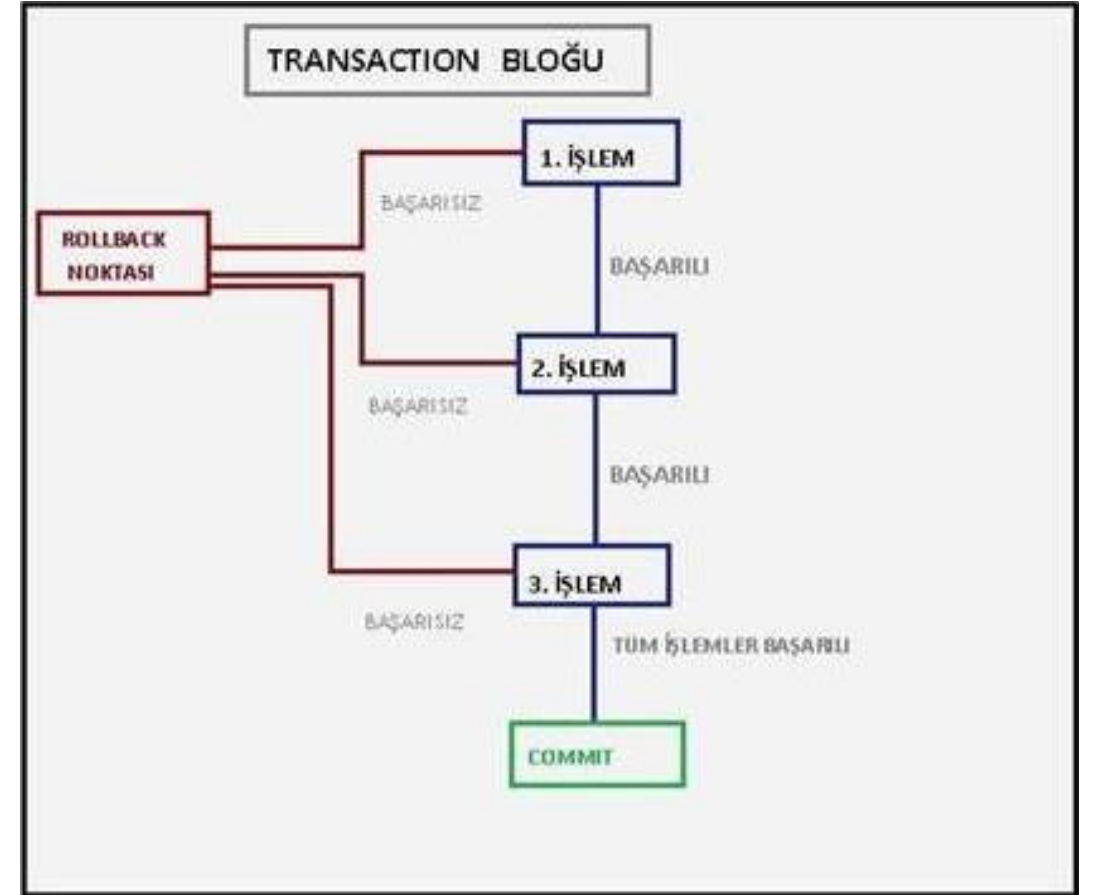 TRANSACTION BLOĞU
1. İŞLEM
BAŞARISIZ
ROLLBACK
NOKTASI
BAŞARILI
2. İŞLEM
BAŞARISIZ
BAŞARILI
3. İŞLEM
BAŞARISIZ
TÜM İŞLEMLER BAŞARILI
COMMIT